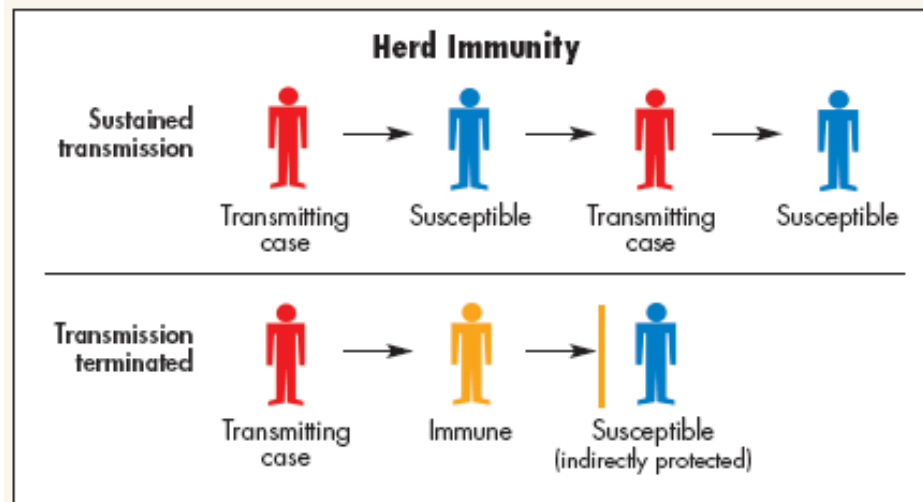 Herd Immunity
Sustained
transmission
Transmitting
case
Susceptible
Transmitting
case
Susceptible
Transmission
terminated
Transmitting
case
Immune
Susceptible
(indirectly protected)